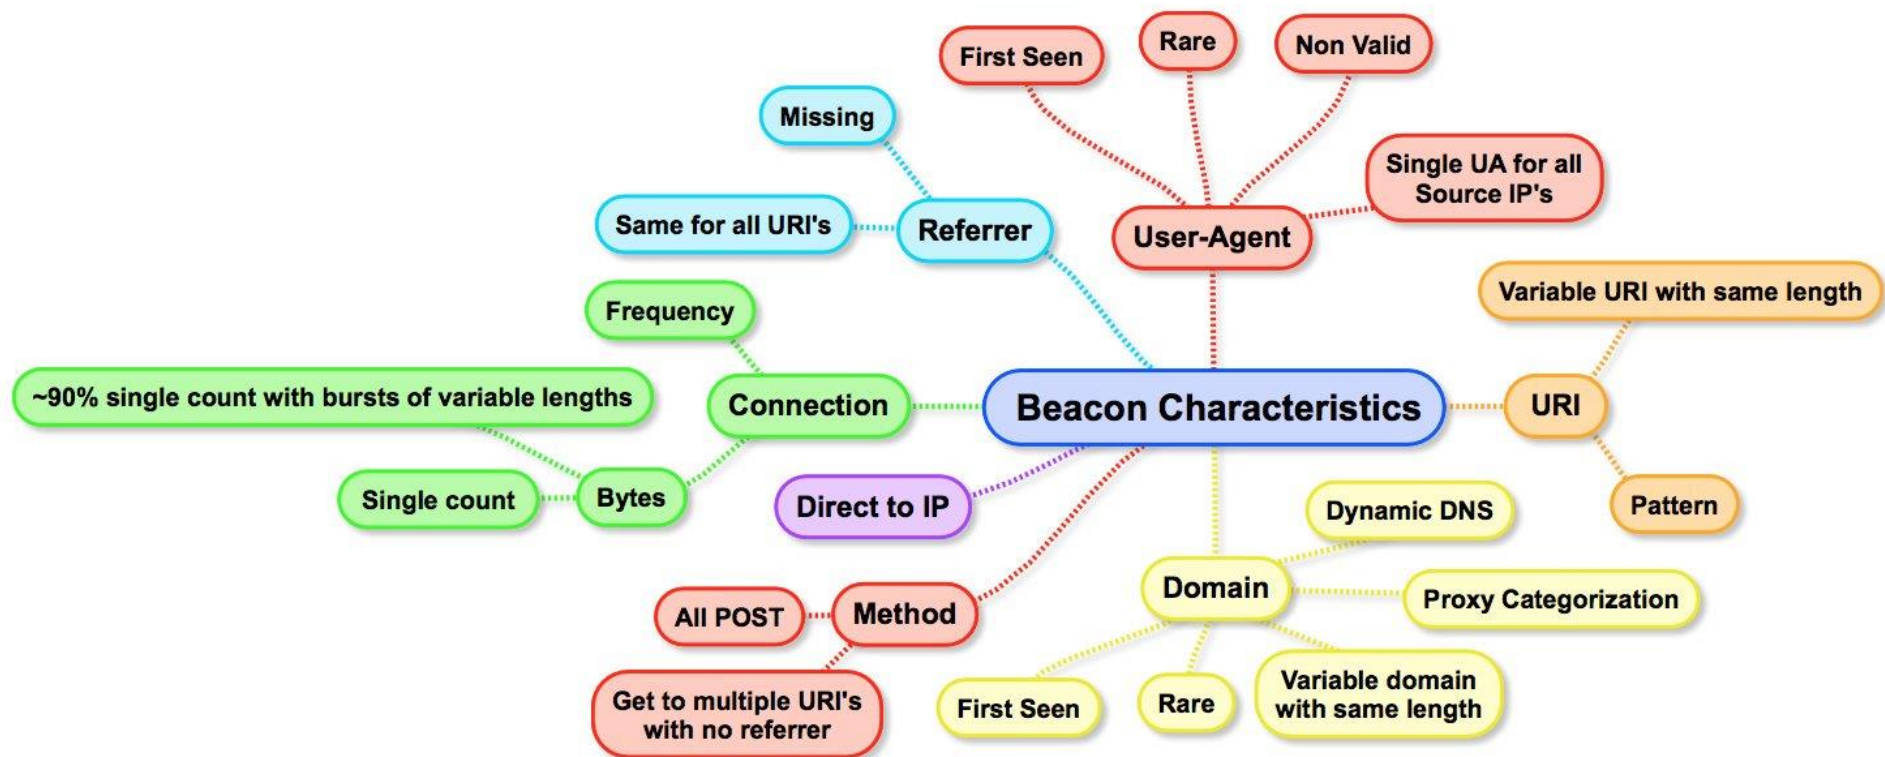 First Seen
Rare
Non Valid
Missing
Single UA for all
Source IP's
Same for all URI's
Referrer
User-Agent
Frequency
Variable URI with same length
~90% single count with bursts of variable lengths
Connection
Beacon Characteristics
URI
Single count
Bytes
Direct to IP
Dynamic DNS
Pattern
All POST
Method
Domain
Proxy Categorization
Get to multiple URI's
with no referrer
First Seen
Rare
Variable domain
with same length